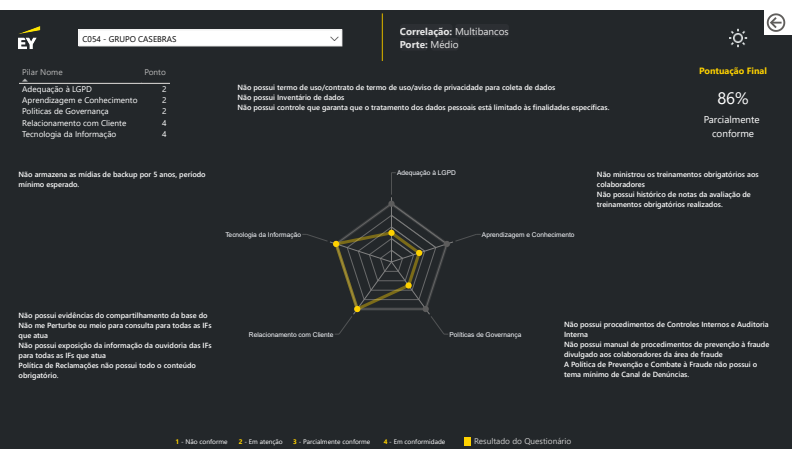 EY
C054 - GRUPO CASEBRAS
Correlação: Multibancos
Porte: Médio
Pilar Nome Ponto
Adequação à LGPD 2
Aprendizagem e Conhecimento 2
Políticas de Governança 2
Relacionamento com Cliente 4
Tecnologia da Informação 4
Não possui termo de uso/contrato de termo de uso/aviso de privacidade para coleta de dados
Não possui Inventário de dados
Não possui controle que garanta que o tratamento dos dados pessoais está limitado às finalidades específicas.
Pontuação Final
86%
Parcialmente
conforme
Não armazena as mídias de backup por 5 anos, período
mínimo esperado.
Adequação à LGPD
Não ministrou os treinamentos obrigatórios aos
colaboradores
Não possui histórico de notas da avaliação de
treinamentos obrigatórios realizados.
Tecnologia da Informação
Aprendizagem e Conhecimento
Relacionamento com Cliente
Políticas de Governança
Não possui evidências do compartilhamento da base do
Não me Perturbe ou meio para consulta para todas as IFs
que atua
Não possui exposição da informação da ouvidoria das IFs
para todas as IFs que atua
Política de Reclamações não possui todo o conteúdo
obrigatório.
Não possui procedimentos de Controles Internos e Auditoria
Interna
Não possui manual de procedimentos de prevenção à fraude
divulgado aos colaboradores da área de fraude
A Política de Prevenção e Combate à Fraude não possui o
tema mínimo de Canal de Denúncias.
1 - Não conforme 2 - Em atenção 3 - Parcialmente conforme 4 - Em conformidade Resultado do Questionário